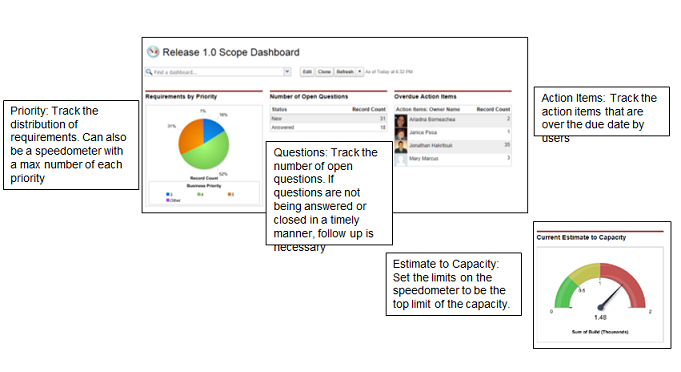 Release 1.0 Scope Dashboard
Find a dashboard...
Edit Clone Refresh As of Today at 6:32 PM
Requirements by Priority
1%
16%
31%
52%
Record Count
Business Priority
3 4 5
Other
Number of Open Questions
Status Record Count
New 31
Answered 18
Overdue Action Items
Action Items: Owner Name Record Count
2
Janice Pssa 1
35
Mary Marcus 3
Priority: Track the
distribution of
requirements. Can also
be a speedometer with
a max number of each
priority
Questions: Track the
number of open
questions. If
questions are not
being answered or
closed in a timely
manner, follow up is
necessary
Action Items: Track the
action items that are
over the due date by
users
Estimate to Capacity:
Set the limits on the
speedometer to be the
top limit of the capacity.
Current Estimate to Capacity
0
0.5
1
2
1.48
Sum of Build (Thousands)